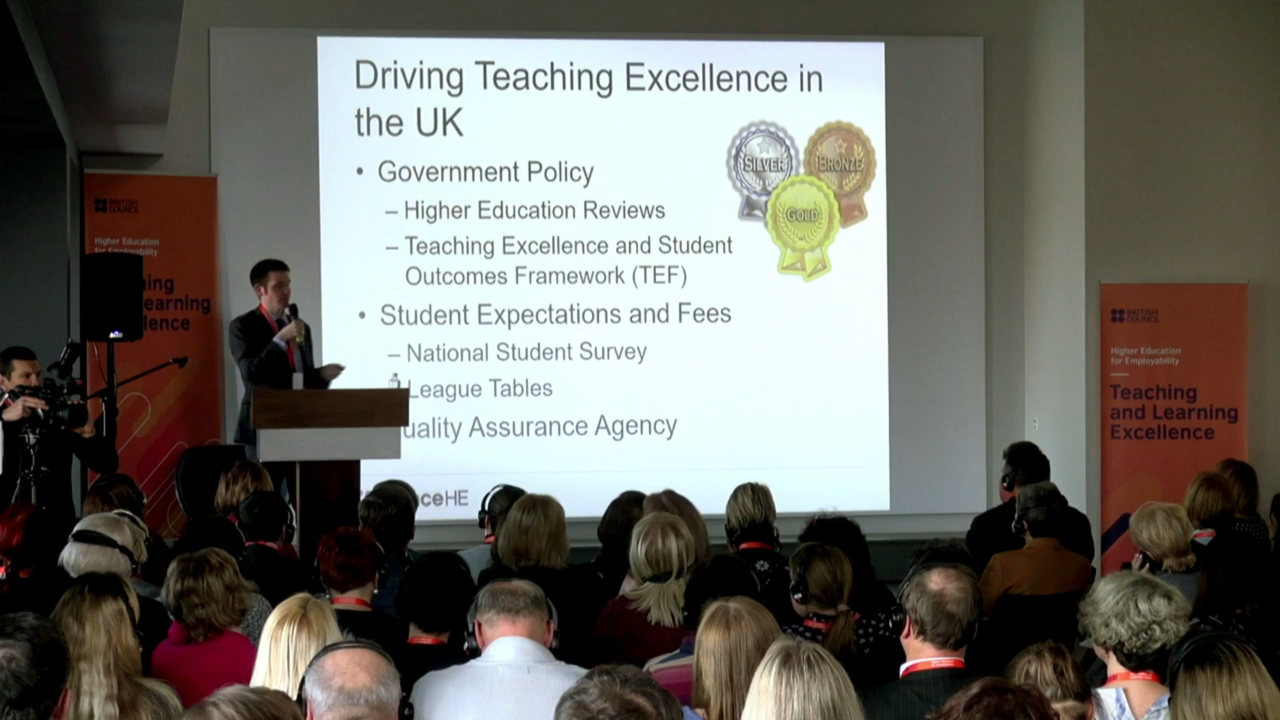 Driving Teaching Excellence in
the UK
• Government Policy
– Higher Education Reviews
– Teaching Excellence and Student
Outcomes Framework (TEF)
• Student Expectations and Fees
– National Student Survey
League Tables
uality Assurance Agency
ceHE
SILVER
BRONZE
GOLD
BRITISH
COUNCIL
Higher Education
for Employability
ing
earning
lence
BRITISH
COUNCIL
Higher Education
for Employability
Teaching
and Learning
Excellence